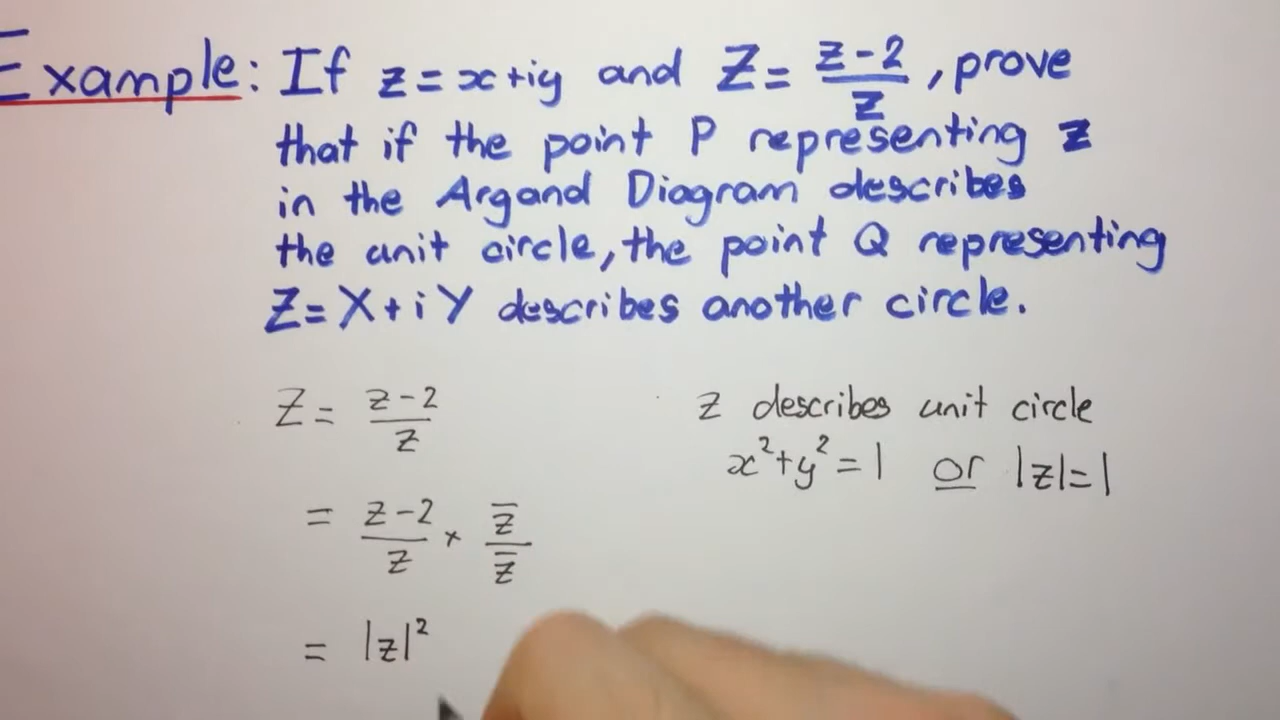 Example: If z = x+iy and Z = (z-2)/z, prove
that if the point P representing z
in the Argand Diagram describes
the unit circle, the point Q representing
Z = X + iY describes another circle.
Z = (z-2)/z
z describes unit circle
x²+y² = 1 or |z|=1
= (z-2)/z × z̅/z̅
= |z|²